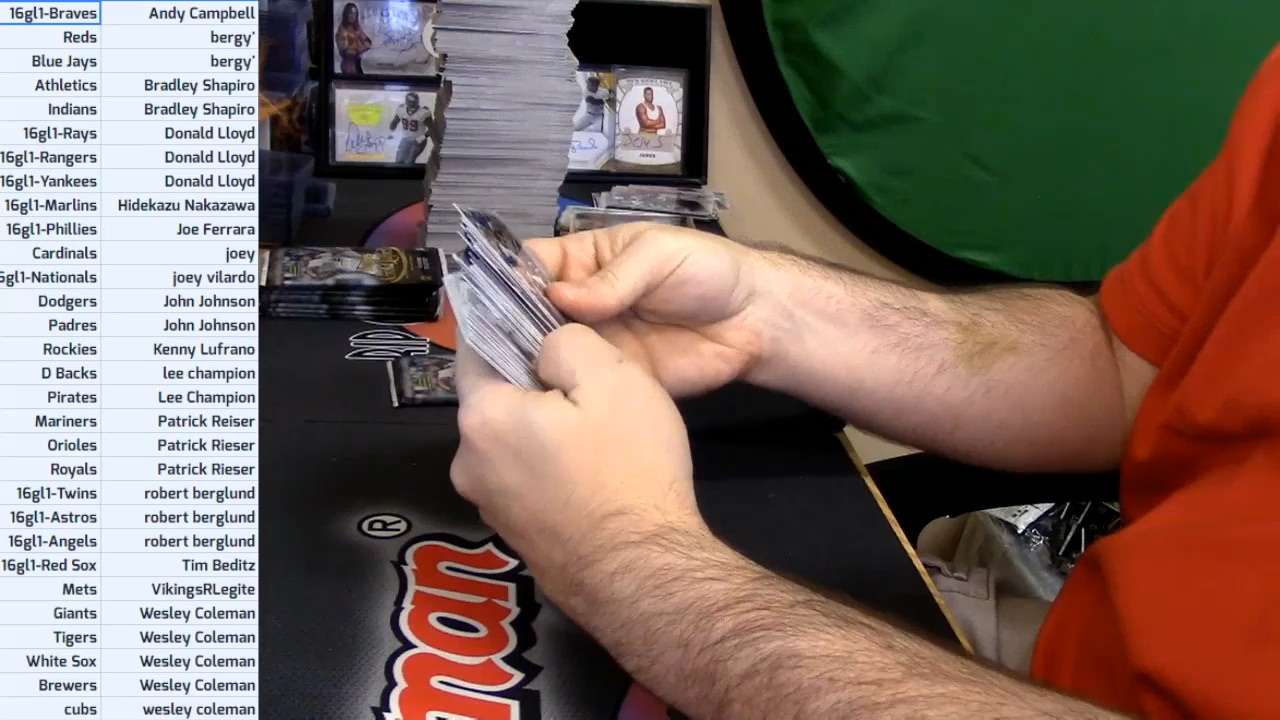 16gl1-Braves Andy Campbell
Reds bergy'
Blue Jays bergy'
Athletics Bradley Shapiro
Indians Bradley Shapiro
16gl1-Rays Donald Lloyd
16gl1-Rangers Donald Lloyd
16gl1-Yankees Donald Lloyd
16gl1-Marlins Hidekazu Nakazawa
16gl1-Phillies Joe Ferrara
Cardinals joey
6gl1-Nationals joey vilardo
Dodgers John Johnson
Padres John Johnson
Rockies Kenny Lufrano
D Backs lee champion
Pirates Lee Champion
Mariners Patrick Reiser
Orioles Patrick Rieser
Royals Patrick Rieser
16gl1-Twins robert berglund
16gl1-Astros robert berglund
16gl1-Angels robert berglund
16gl1-Red Sox Tim Beditz
Mets VikingsRLegite
Giants Wesley Coleman
Tigers Wesley Coleman
White Sox Wesley Coleman
Brewers Wesley Coleman
cubs wesley coleman
RIP
man ®